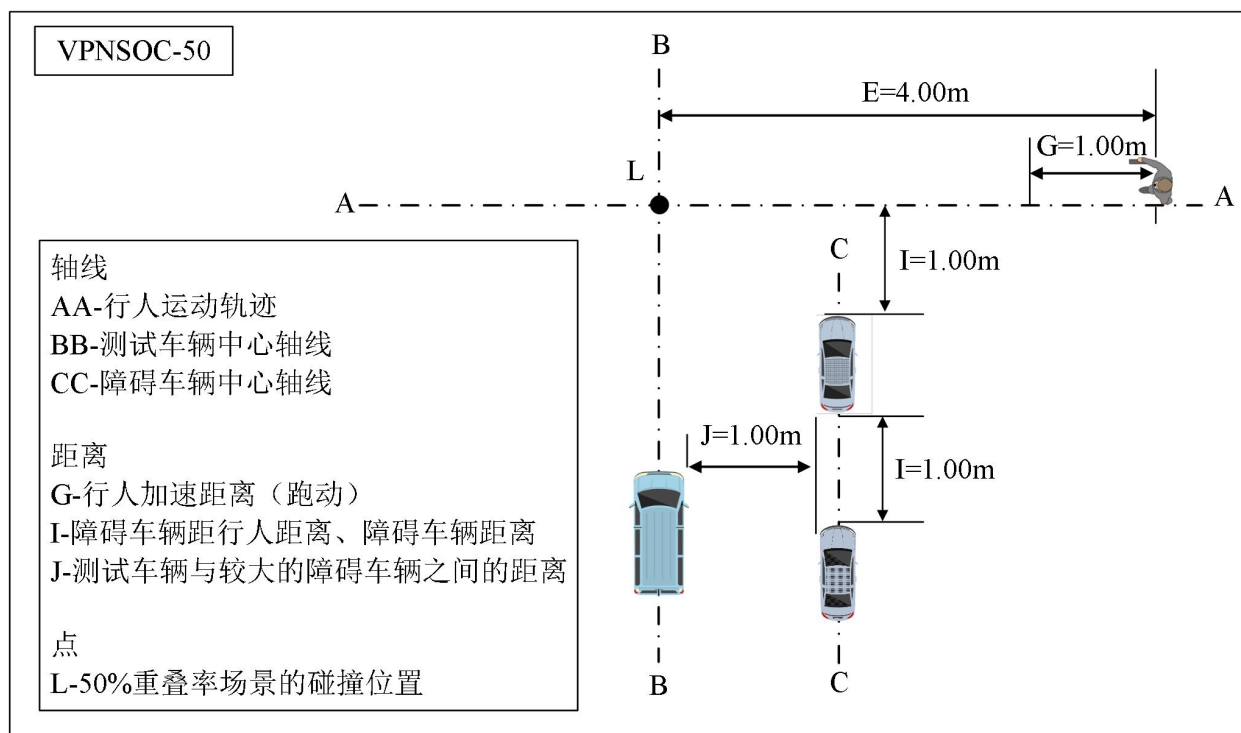 VPNSOC-50
B
E=4.00m
G=1.00m
L
A
A
C
I=1.00m
轴线
AA-行人运动轨迹
BB-测试车辆中心轴线
CC-障碍车辆中心轴线
距离
G-行人加速距离（跑动）
I-障碍车辆距行人距离、障碍车辆距离
J-测试车辆与较大的障碍车辆之间的距离
点
L-50%重叠率场景的碰撞位置
J=1.00m
I=1.00m
B
C